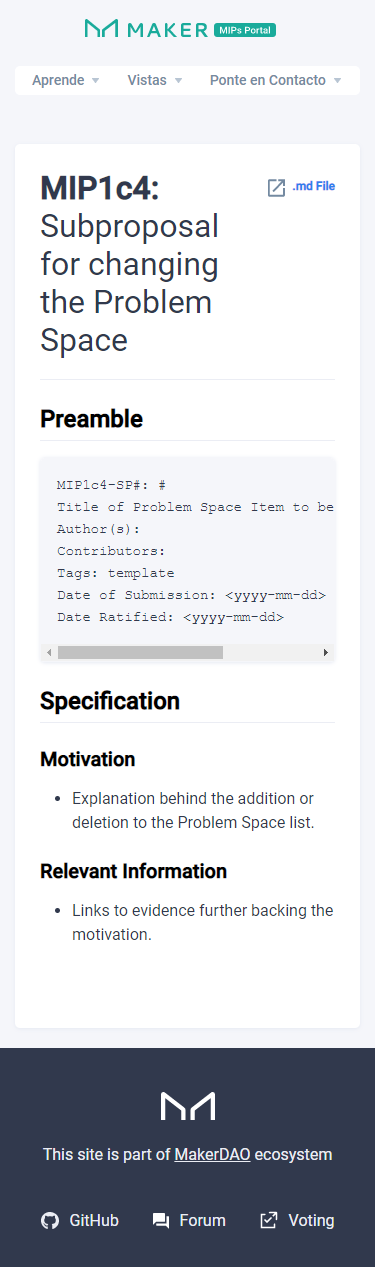 MAKER MIPs Portal
Aprende Vistas Ponte en Contacto
MIP1c4:
Subproposal
for changing
the Problem
Space
.md File
Preamble
MIP1c4-SP#: #
Title of Problem Space Item to be
Author(s):
Contributors:
Tags: template
Date of Submission: <yyyy-mm-dd>
Date Ratified: <yyyy-mm-dd>
Specification
Motivation
• Explanation behind the addition or
deletion to the Problem Space list.
Relevant Information
• Links to evidence further backing the
motivation.
This site is part of MakerDAO ecosystem
GitHub Forum Voting